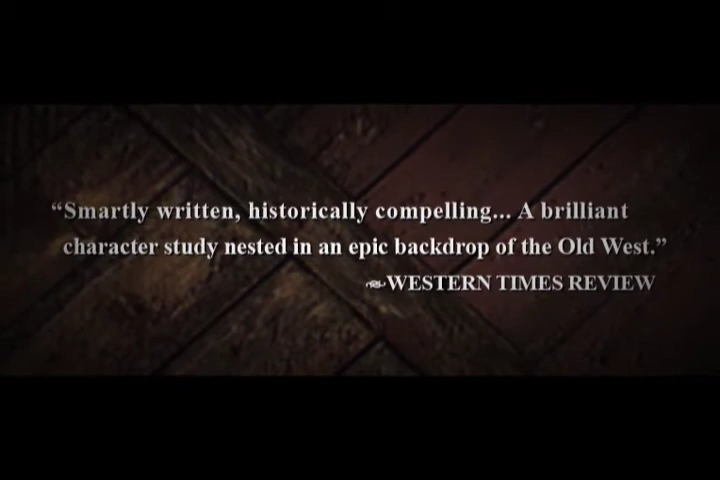 “Smartly written, historically compelling... A brilliant
character study nested in an epic backdrop of the Old West.”
WESTERN TIMES REVIEW